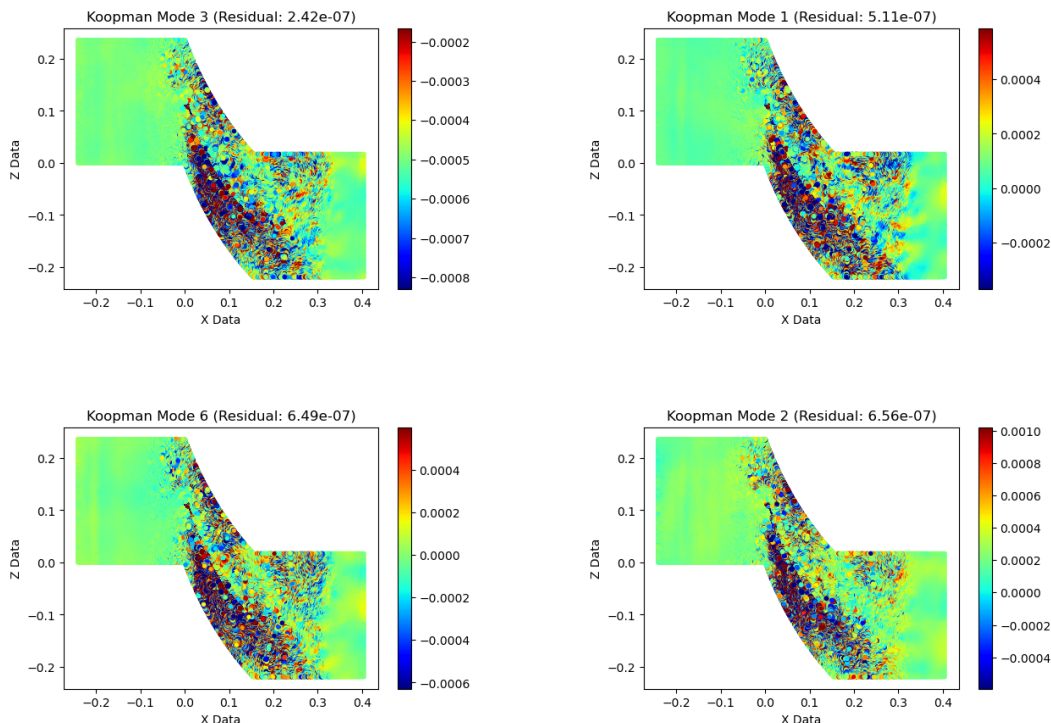 Koopman Mode 3 (Residual: 2.42e-07)
0.2
0.1
0.0
−0.1
−0.2
Z Data
−0.2 −0.1 0.0 0.1 0.2 0.3 0.4
X Data
−0.0002
−0.0003
−0.0004
−0.0005
−0.0006
−0.0007
−0.0008
Koopman Mode 1 (Residual: 5.11e-07)
0.2
0.1
0.0
−0.1
−0.2
Z Data
−0.2 −0.1 0.0 0.1 0.2 0.3 0.4
X Data
0.0004
0.0002
0.0000
−0.0002
Koopman Mode 6 (Residual: 6.49e-07)
0.2
0.1
0.0
−0.1
−0.2
Z Data
−0.2 −0.1 0.0 0.1 0.2 0.3 0.4
X Data
0.0004
0.0002
0.0000
−0.0002
−0.0004
−0.0006
Koopman Mode 2 (Residual: 6.56e-07)
0.2
0.1
0.0
−0.1
−0.2
Z Data
−0.2 −0.1 0.0 0.1 0.2 0.3 0.4
X Data
0.0010
0.0008
0.0006
0.0004
0.0002
0.0000
−0.0002
−0.0004